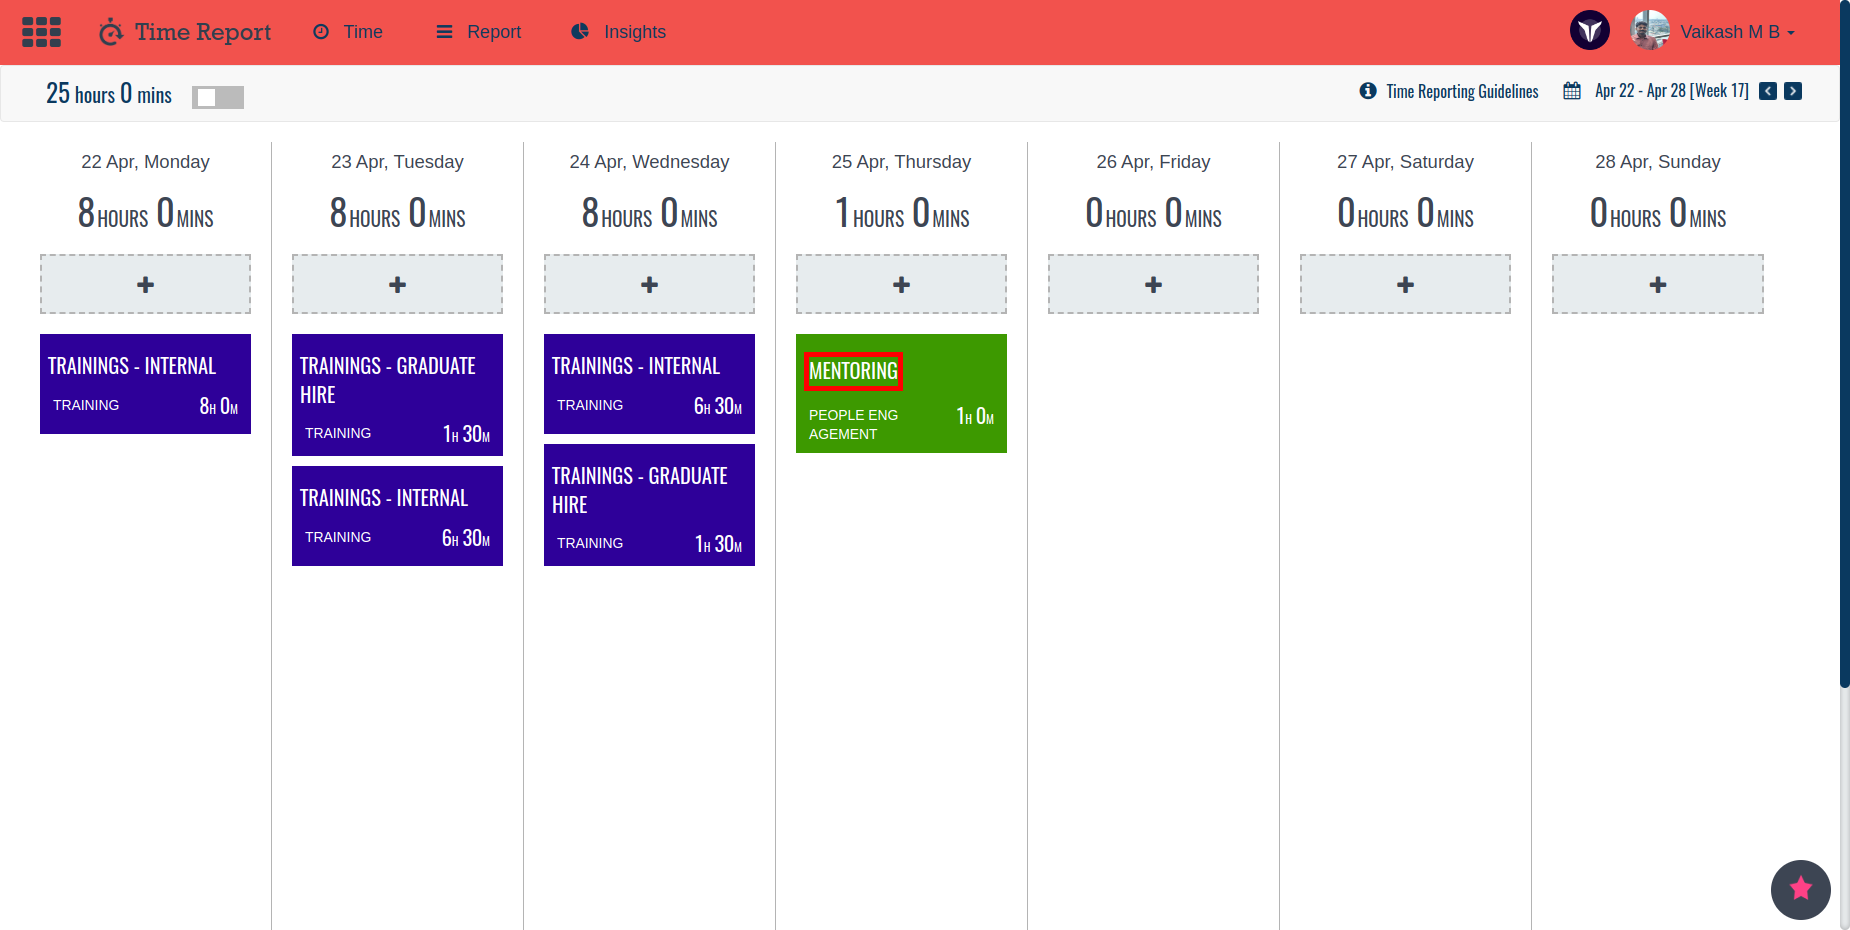 Time Report
Time
Report
Insights
Vaikash M B
25 hours 0 mins
Time Reporting Guidelines
Apr 22 - Apr 28 [Week 17]
22 Apr, Monday
8 HOURS 0 MINS
TRAININGS - INTERNAL
TRAINING
8H 0M
23 Apr, Tuesday
8 HOURS 0 MINS
TRAININGS - GRADUATE
HIRE
TRAINING
1H 30M
TRAININGS - INTERNAL
TRAINING
6H 30M
24 Apr, Wednesday
8 HOURS 0 MINS
TRAININGS - INTERNAL
TRAINING
6H 30M
TRAININGS - GRADUATE
HIRE
TRAINING
1H 30M
25 Apr, Thursday
1 HOURS 0 MINS
MENTORING
PEOPLE ENG
AGEMENT
1H 0M
26 Apr, Friday
0 HOURS 0 MINS
27 Apr, Saturday
0 HOURS 0 MINS
28 Apr, Sunday
0 HOURS 0 MINS